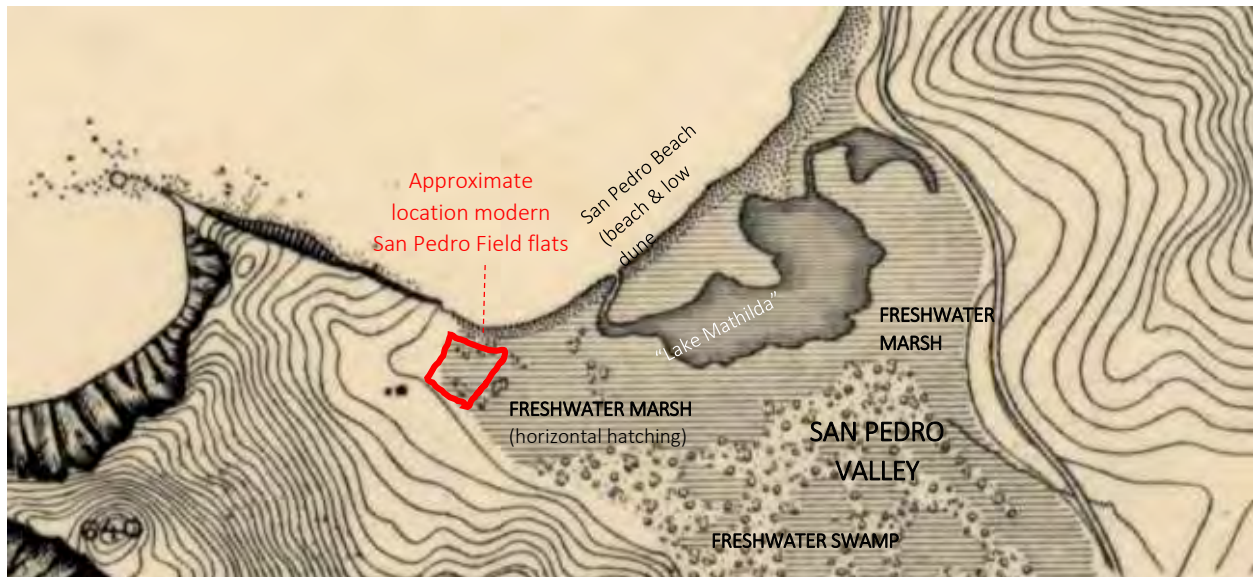 Approximate
location modern
San Pedro Field flats
San Pedro Beach
(beach & low
dune
"Lake Mathilda"
FRESHWATER
MARSH
FRESHWATER MARSH
(horizontal hatching)
SAN PEDRO
VALLEY
FRESHWATER SWAMP
640